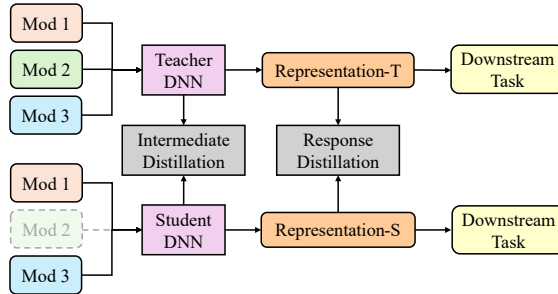 Mod 1
Mod 2
Mod 3
Teacher
DNN
Representation-T
Downstream
Task
Intermediate
Distillation
Response
Distillation
Mod 1
Mod 2
Mod 3
Student
DNN
Representation-S
Downstream
Task